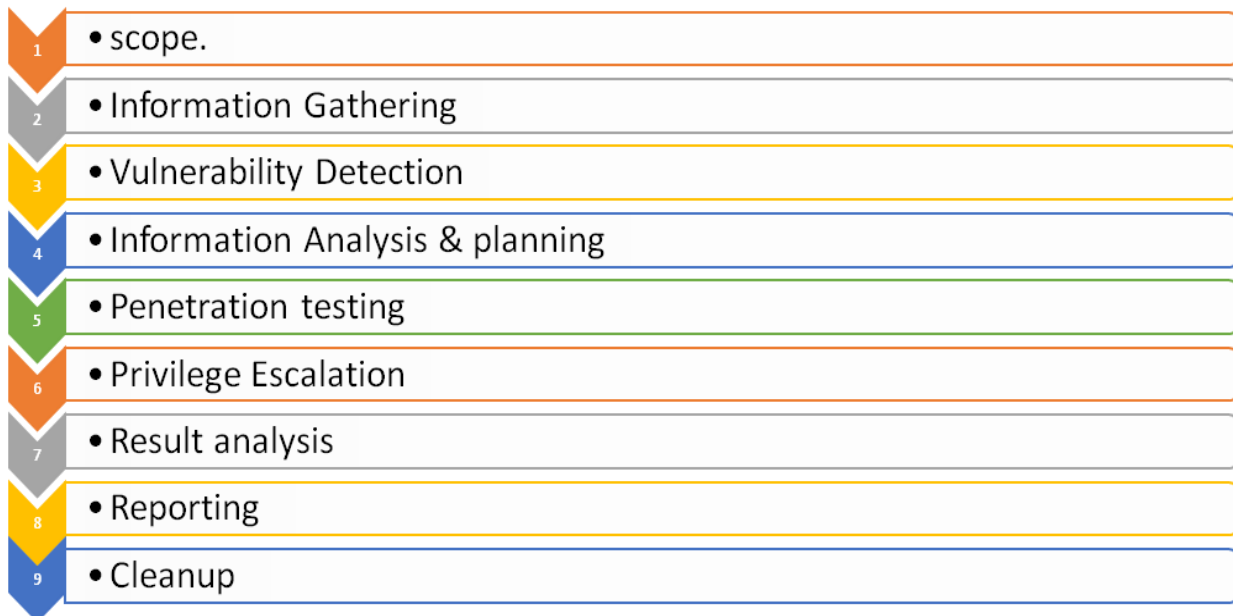 1 • scope.
2 • Information Gathering
3 • Vulnerability Detection
4 • Information Analysis & planning
5 • Penetration testing
6 • Privilege Escalation
7 • Result analysis
8 • Reporting
9 • Cleanup